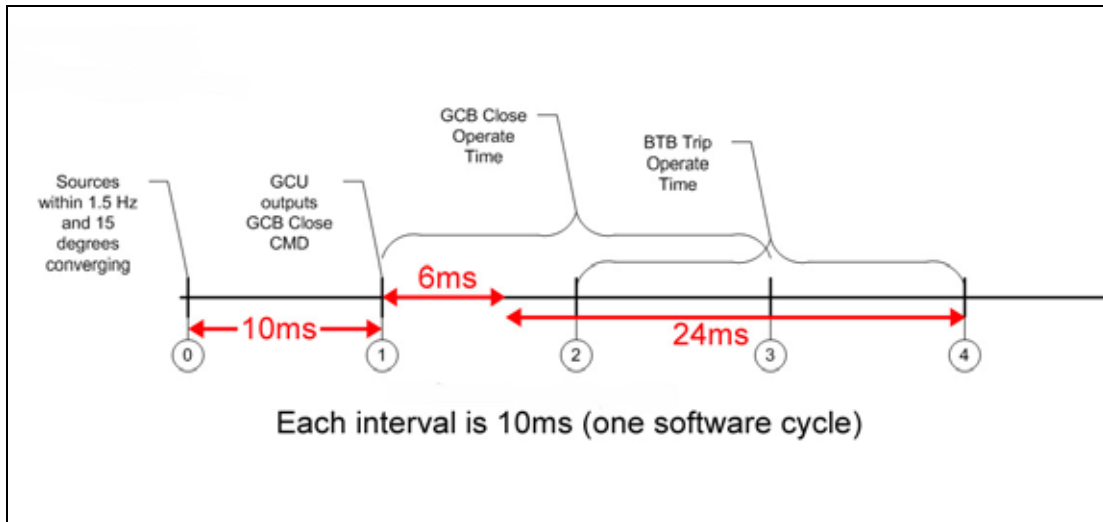 GCB Close
Operate
Time
BTB Trip
Operate
Time
Sources
within 1.5 Hz
and 15
degrees
converging
GCU
outputs
GCB Close
CMD
6ms
10ms
24ms
0
1
2
3
4
Each interval is 10ms (one software cycle)